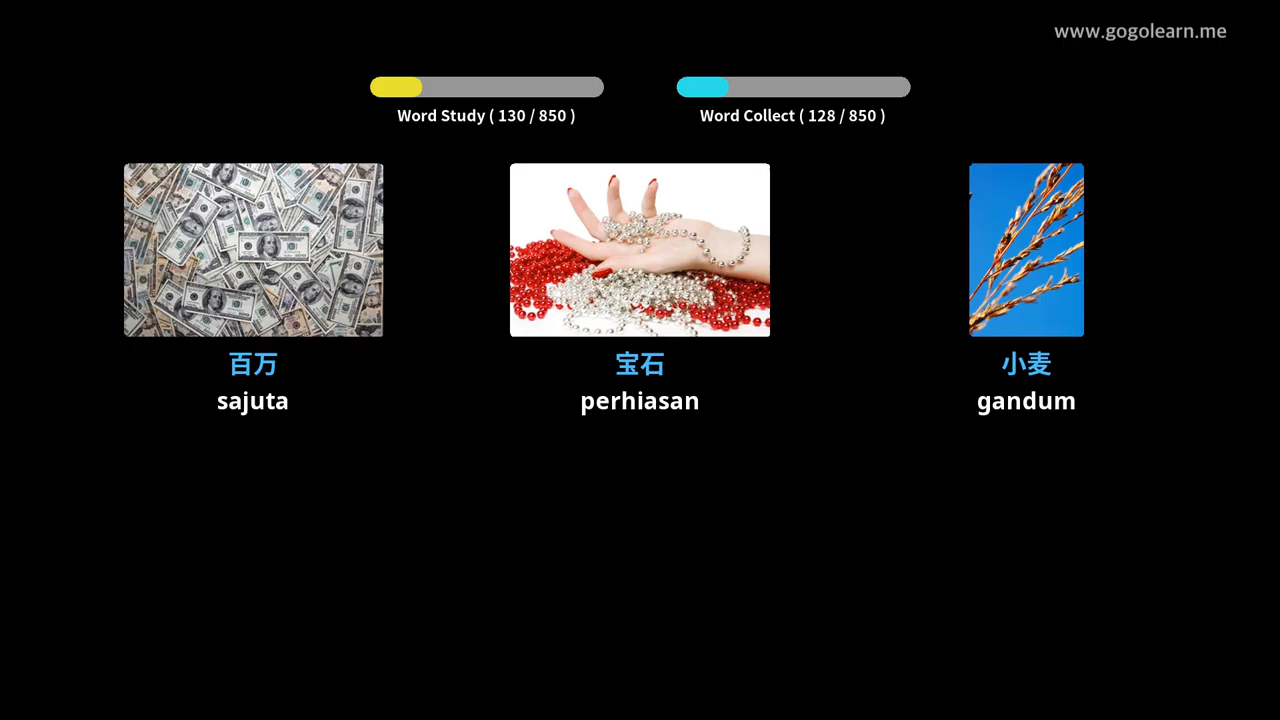 www.gogolearn.me
Word Study ( 130 / 850 )
Word Collect ( 128 / 850 )
百万
宝石
小麦
sajuta
perhiasan
gandum